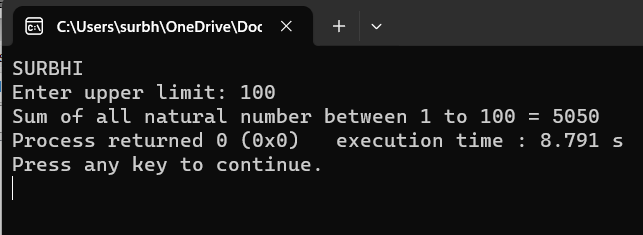 C:\Users\surbh\OneDrive\Doc
SURBHI
Enter upper limit: 100
Sum of all natural number between 1 to 100 = 5050
Process returned 0 (0x0)   execution time : 8.791 s
Press any key to continue.